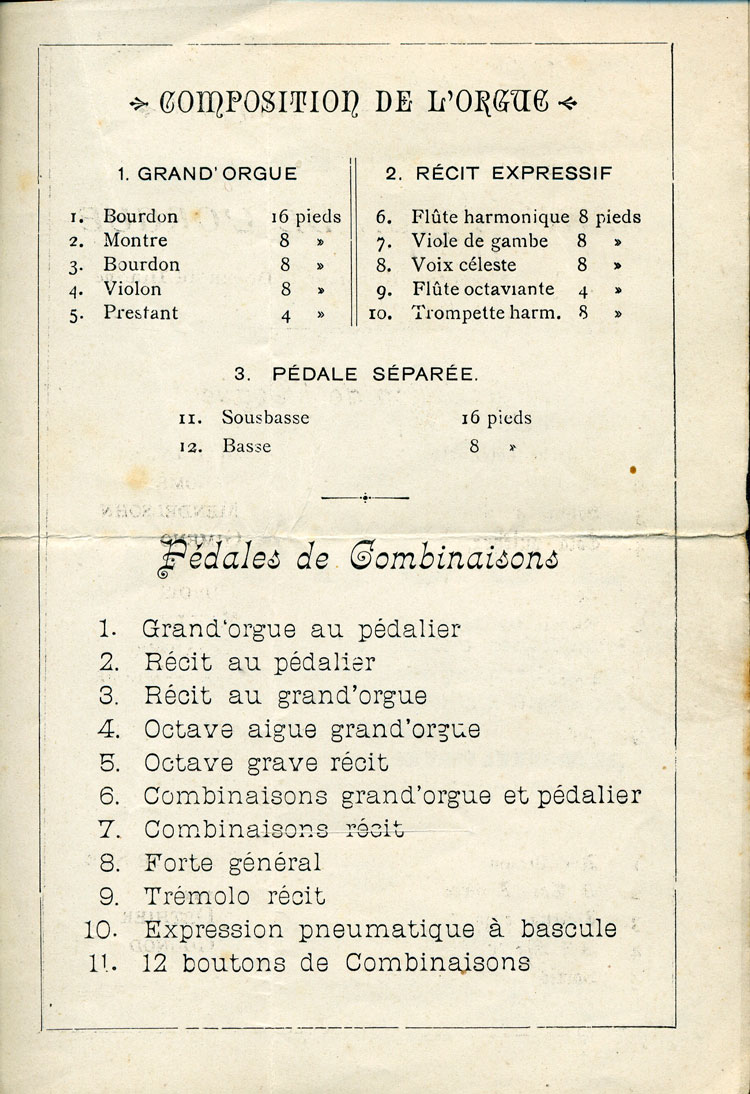 COMPOSITION DE L'ORGUE
1. GRAND'ORGUE
1. Bourdon 16 pieds
2. Montre 8 »
3. Bourdon 8 »
4. Violon 8 »
5. Prestant 4 »
2. RÉCIT EXPRESSIF
6. Flûte harmonique 8 pieds
7. Viole de gambe 8 »
8. Voix céleste 8 »
9. Flûte octaviante 4 »
10. Trompette harm. 8 »
3. PÉDALE SÉPARÉE.
11. Sousbasse 16 pieds
12. Basse 8 »
Pédales de Combinaisons
1. Grand'orgue au pédalier
2. Récit au pédalier
3. Récit au grand'orgue
4. Octave aigue grand'orgue
5. Octave grave récit
6. Combinaisons grand'orgue et pédalier
7. Combinaisons récit
8. Forte général
9. Trémolo récit
10. Expression pneumatique à bascule
11. 12 boutons de Combinaisons